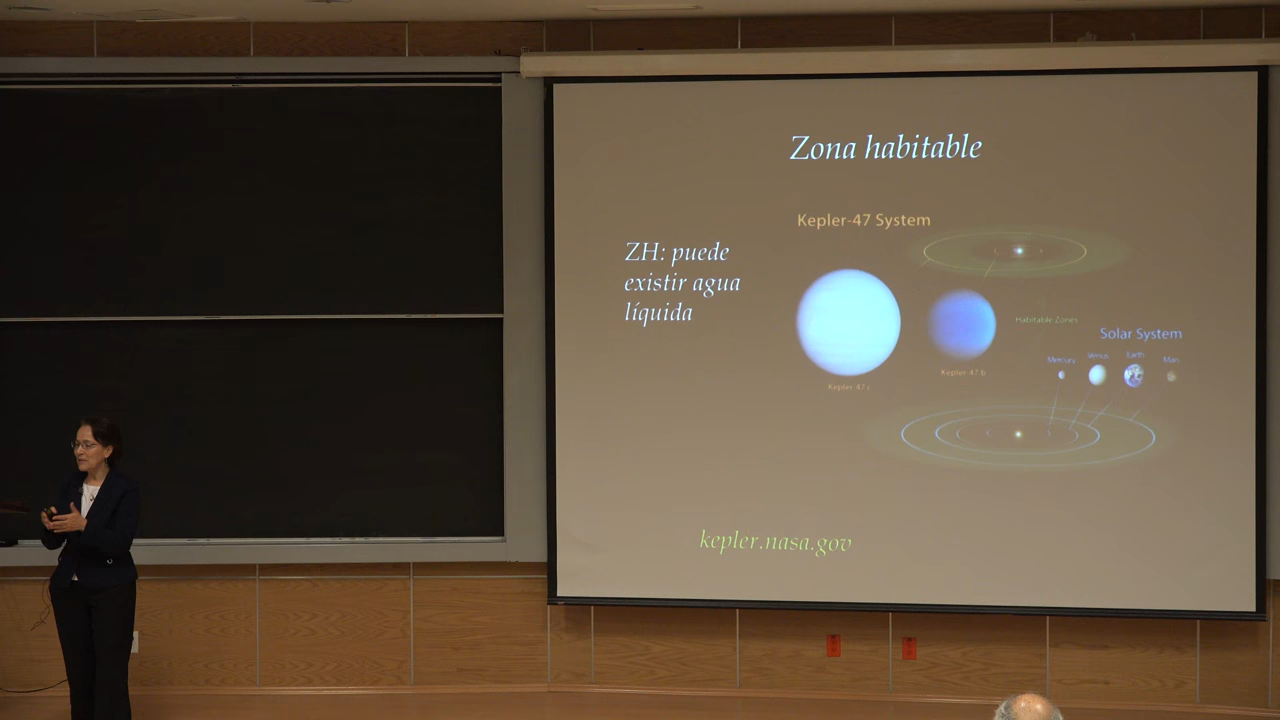 Zona habitable
Kepler-47 System
ZH: puede
existir agua
líquida
Habitable Zones
Solar System
Mercury
Venus
Earth
Mars
Kepler-47 c
Kepler-47 b
kepler.nasa.gov